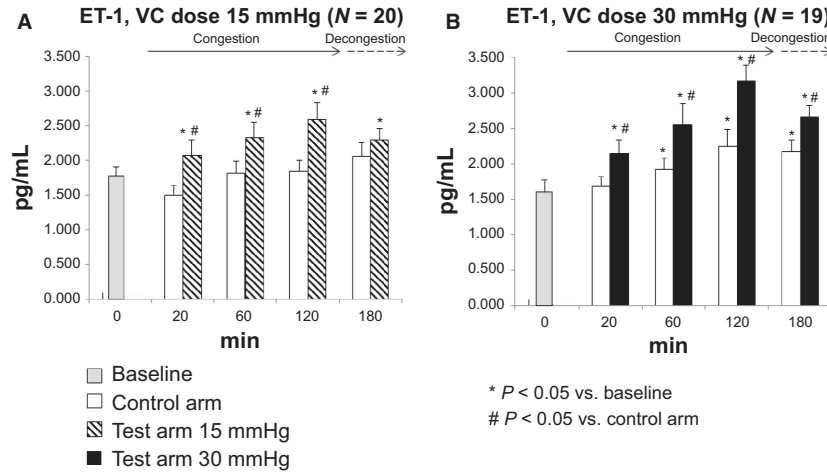 A
ET-1, VC dose 15 mmHg (N = 20)
Congestion
Decongestion
3.500
3.000
2.500
2.000
1.500
1.000
0.500
0.000
pg/mL
* #
* #
* #
*
0 20 60 120 180
min
B
ET-1, VC dose 30 mmHg (N = 19)
Congestion
Decongestion
3.500
3.000
2.500
2.000
1.500
1.000
0.500
0.000
pg/mL
* #
*
* #
*
* #
*
* #
0 20 60 120 180
min
Baseline
Control arm
Test arm 15 mmHg
Test arm 30 mmHg
* P < 0.05 vs. baseline
# P < 0.05 vs. control arm